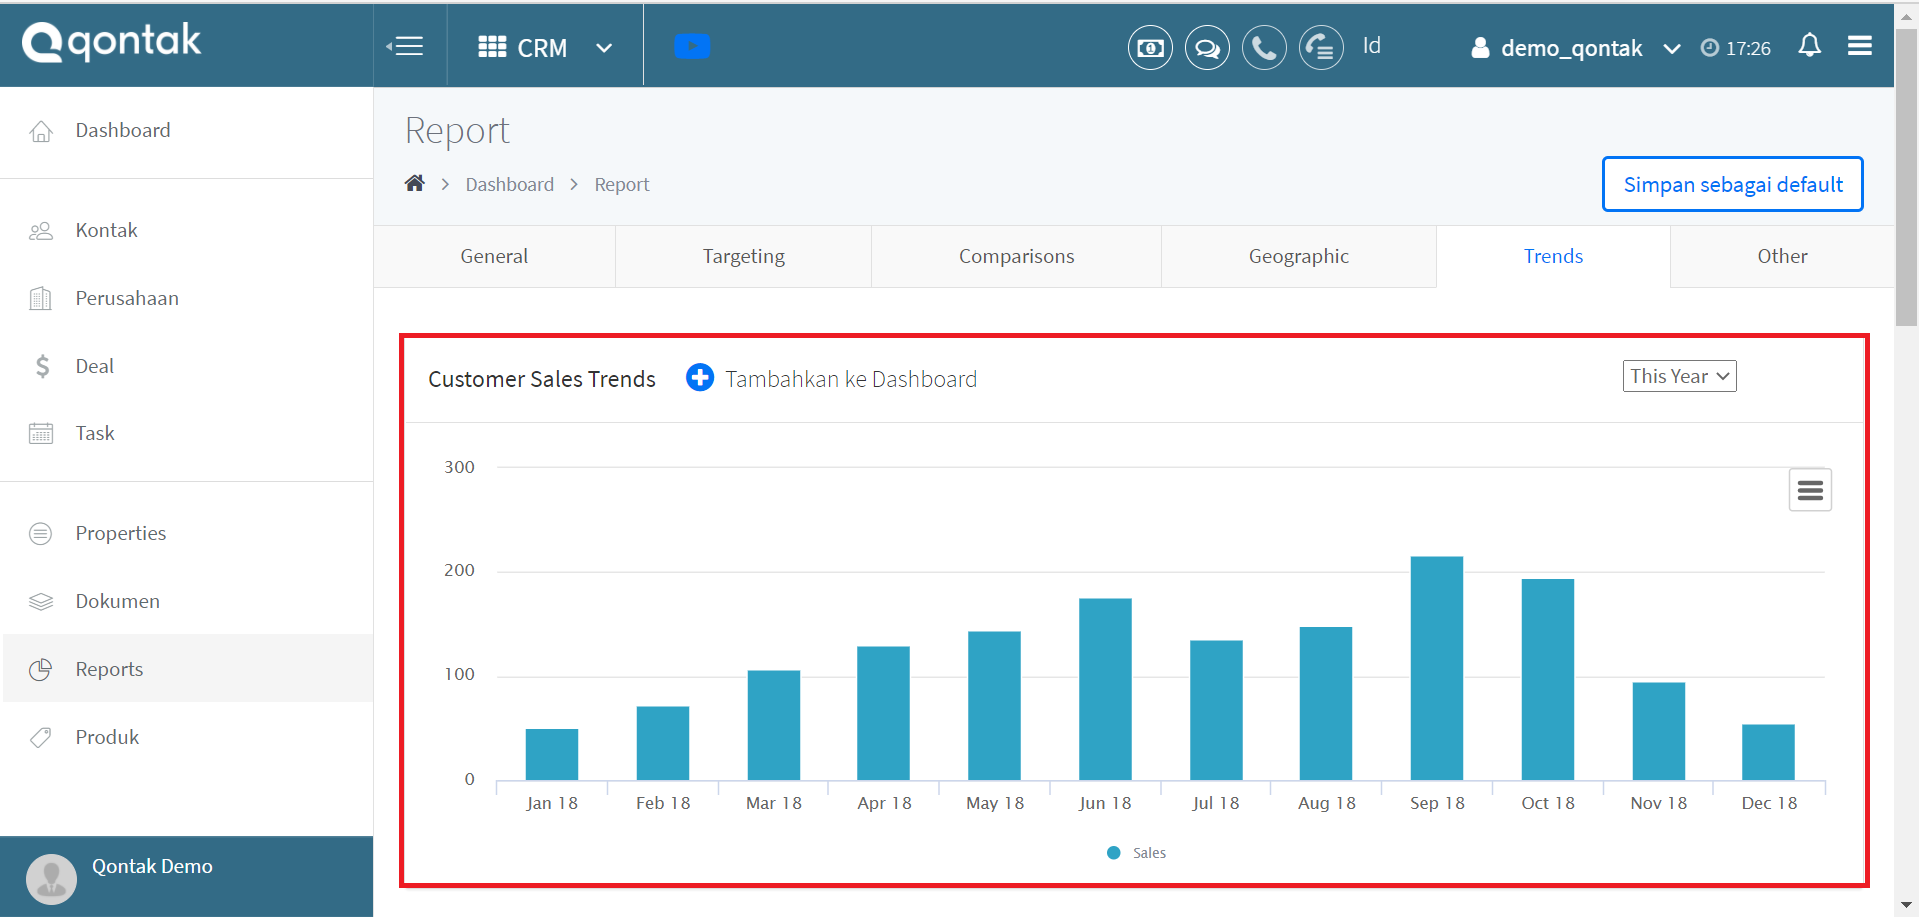 qontak
CRM
Id
demo_qontak
17:26
Dashboard
Kontak
Perusahaan
Deal
Task
Properties
Dokumen
Reports
Produk
Qontak Demo
Report
Dashboard > Report
Simpan sebagai default
General Targeting Comparisons Geographic Trends Other
Customer Sales Trends Tambahkan ke Dashboard This Year
300
200
100
0
Jan 18 Feb 18 Mar 18 Apr 18 May 18 Jun 18 Jul 18 Aug 18 Sep 18 Oct 18 Nov 18 Dec 18
Sales